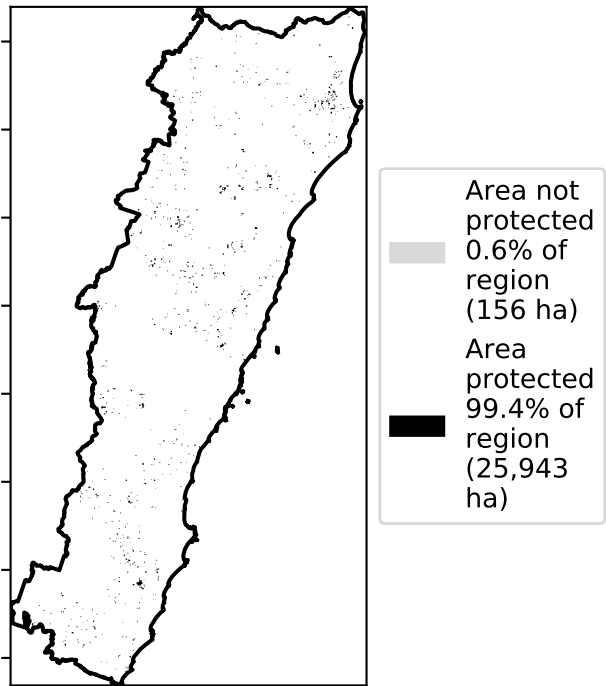 Area not
protected
0.6% of
region
(156 ha)
Area
protected
99.4% of
region
(25,943
ha)